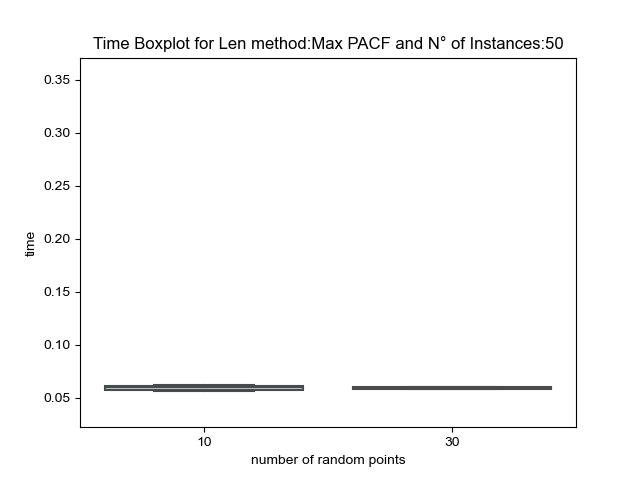 Time Boxplot for Len method:Max PACF and N° of Instances:50
0.35
0.30
0.25
0.20
0.15
0.10
0.05
time
10 30
number of random points